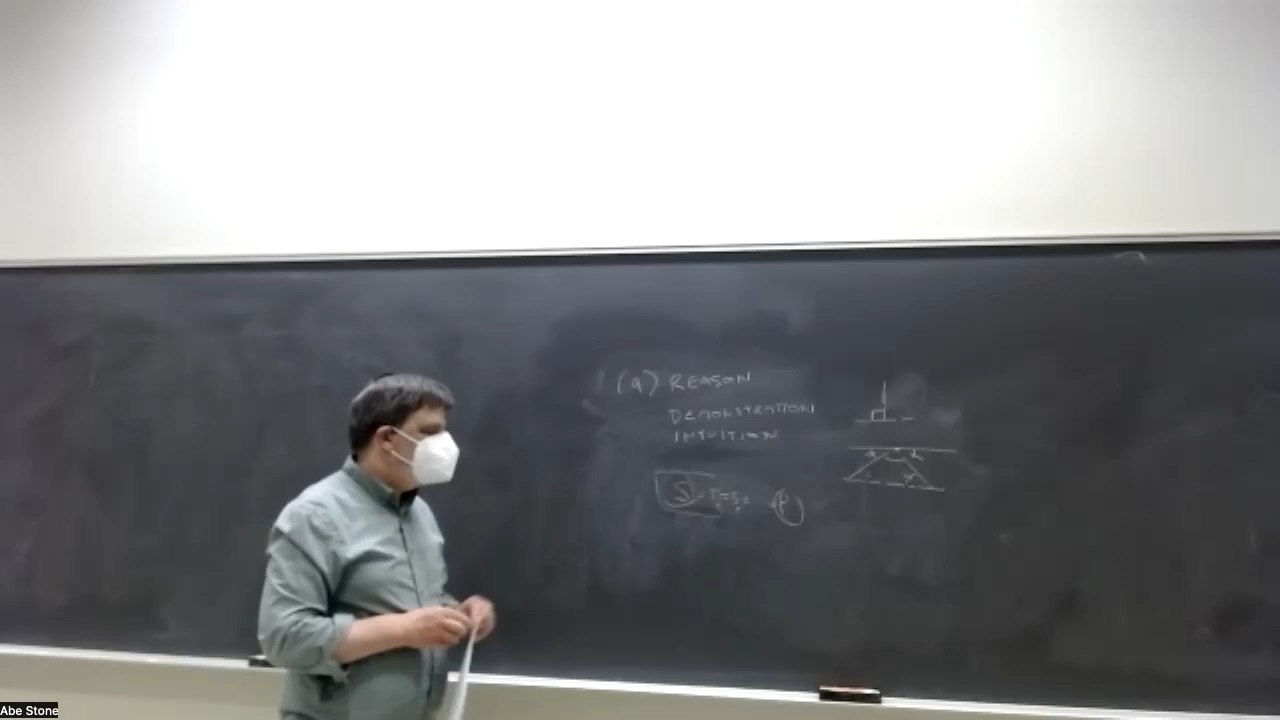 (a) REASON
DEMONSTRATION
INTUITION
S
P
Abe Stone